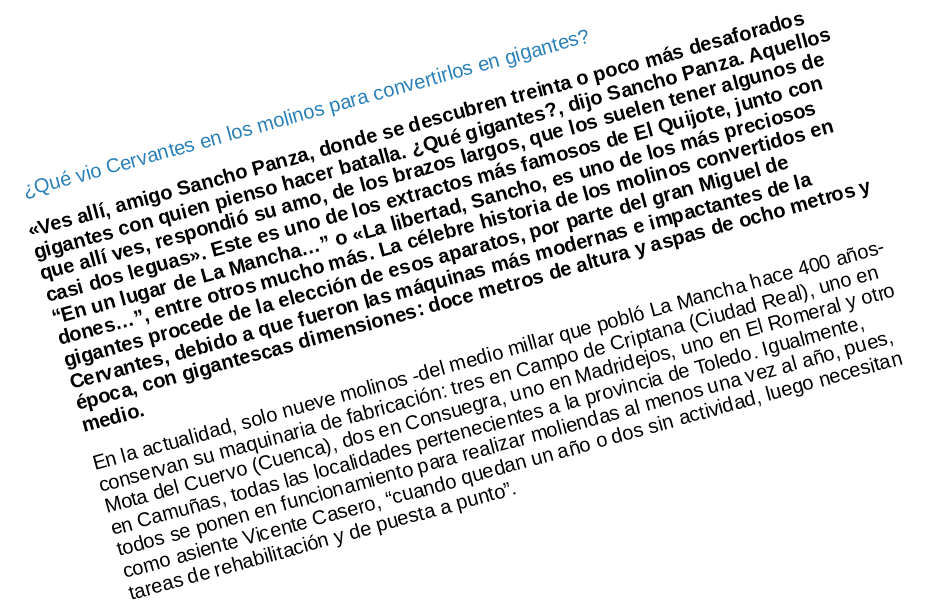 ¿Qué vio Cervantes en los molinos para convertirlos en gigantes?
«Ves allí, amigo Sancho Panza, donde se descubren treinta o poco más desaforados
gigantes con quien pienso hacer batalla. ¿Qué gigantes?, dijo Sancho Panza. Aquellos
que allí ves, respondió su amo, de los brazos largos, que los suelen tener algunos de
casi dos leguas». Este es uno de los extractos más famosos de El Quijote, junto con
“En un lugar de La Mancha…” o «La libertad, Sancho, es uno de los más preciosos
dones…”, entre otros mucho más. La célebre historia de los molinos convertidos en
gigantes procede de la elección de esos aparatos, por parte del gran Miguel de
Cervantes, debido a que fueron las máquinas más modernas e impactantes de la
época, con gigantescas dimensiones: doce metros de altura y aspas de ocho metros y
medio.
En la actualidad, solo nueve molinos -del medio millar que pobló La Mancha hace 400 años-
conservan su maquinaria de fabricación: tres en Campo de Criptana (Ciudad Real), uno en
Mota del Cuervo (Cuenca), dos en Consuegra, uno en Madridejos, uno en El Romeral y otro
en Camuñas, todas las localidades pertenecientes a la provincia de Toledo. Igualmente,
todos se ponen en funcionamiento para realizar moliendas al menos una vez al año, pues,
como asiente Vicente Casero, “cuando quedan un año o dos sin actividad, luego necesitan
tareas de rehabilitación y de puesta a punto”.